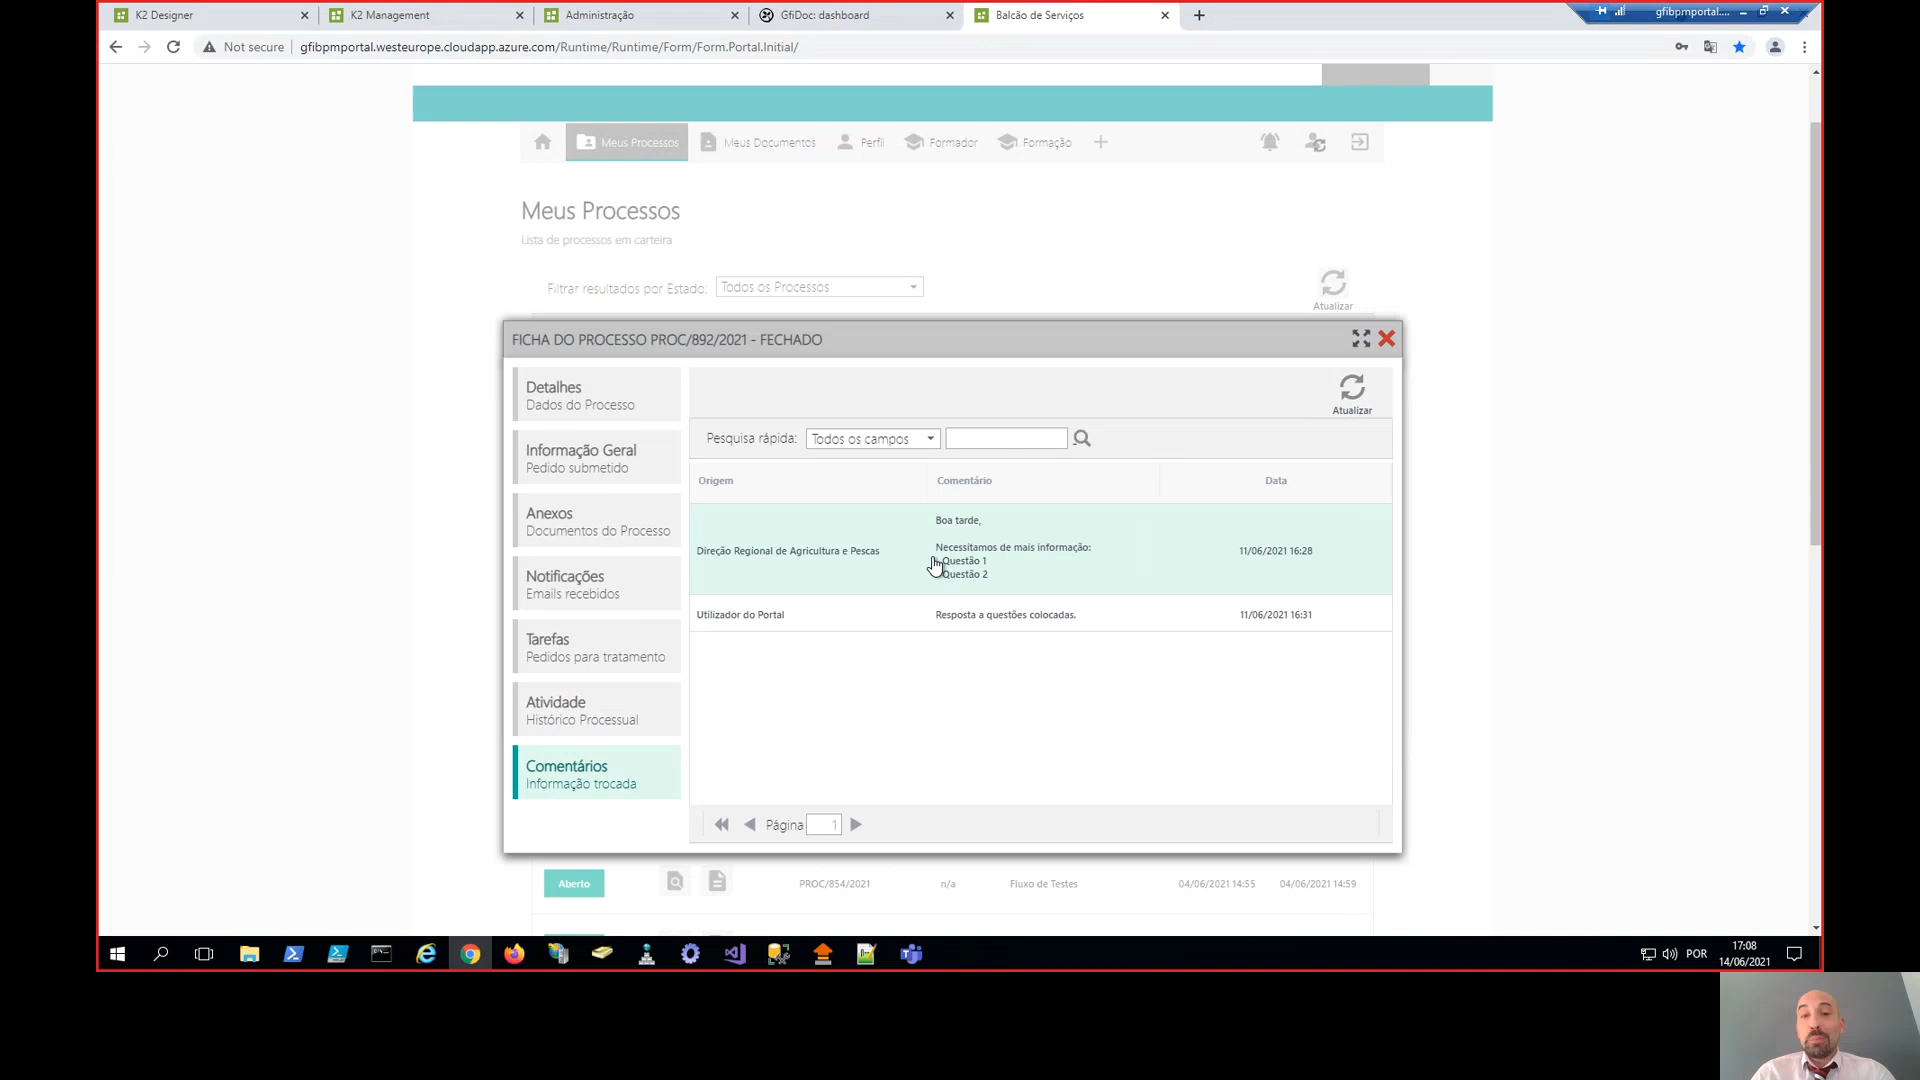 K2 Designer
K2 Management
Administração
GfiDoc: dashboard
Balcão de Serviços
gfibpmportal....
Not secure
gfibpmportal.westeurope.cloudapp.azure.com/Runtime/Runtime/Form/Form.Portal.Initial/
Meus Processos
Meus Documentos
Perfil
Formador
Formação
Meus Processos
Lista de processos em carteira
Filtrar resultados por Estado:
Todos os Processos
Atualizar
FICHA DO PROCESSO PROC/892/2021 - FECHADO
Detalhes
Dados do Processo
Informação Geral
Pedido submetido
Anexos
Documentos do Processo
Notificações
Emails recebidos
Tarefas
Pedidos para tratamento
Atividade
Histórico Processual
Comentários
Informação trocada
Atualizar
Pesquisa rápida:
Todos os campos
Origem
Comentário
Data
Direção Regional de Agricultura e Pescas
Boa tarde,
Necessitamos de mais informação:
Questão 1
Questão 2
11/06/2021 16:28
Utilizador do Portal
Resposta a questões colocadas.
11/06/2021 16:31
Página
1
Aberto
PROC/854/2021
n/a
Fluxo de Testes
04/06/2021 14:55
04/06/2021 14:59
POR
17:08
14/06/2021